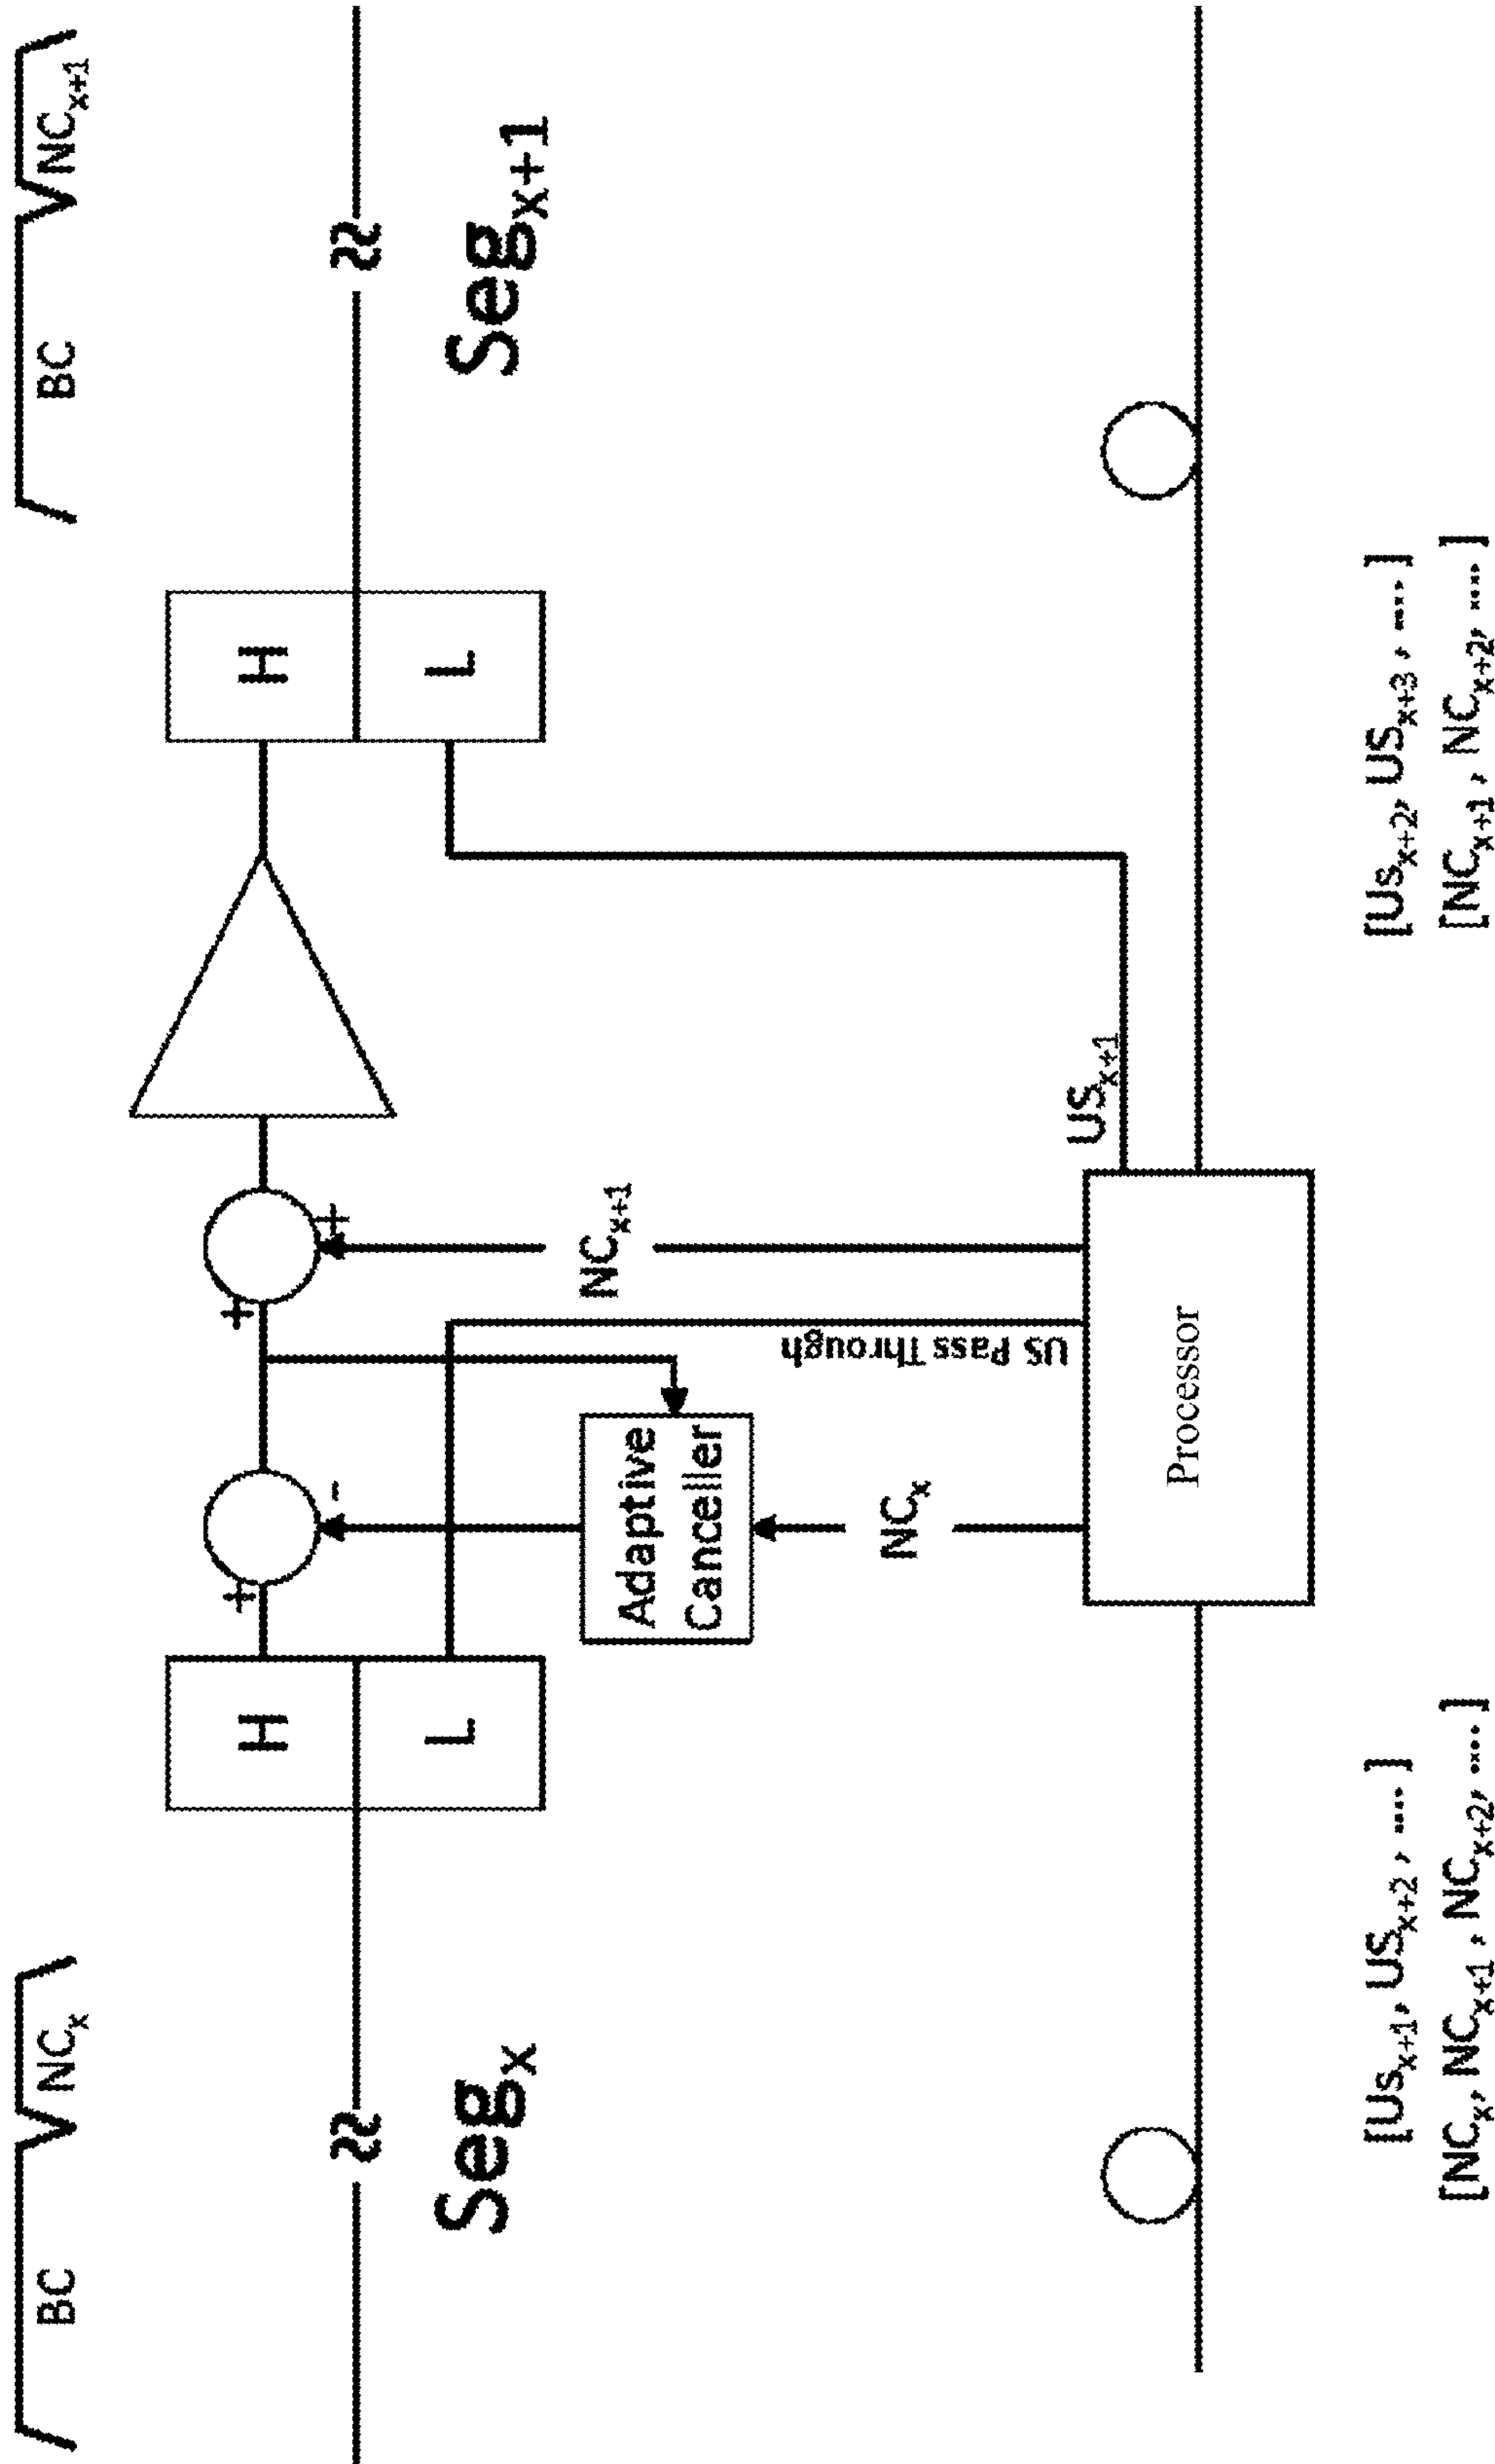 BC NCₓ
BC NCₓ₊₁
H
H
+
-
+
+
L
L
Segₓ
Segₓ₊₁
Adaptive
Canceller
NCₓ₊₁
US Pass Through
NCₓ
USₓ₊₁
Processor
[Usₓ₊₁, USₓ₊₂, ....]
[NCₓ, NCₓ₊₁, NCₓ₊₂, ....]
[Usₓ₊₂, USₓ₊₃, ....]
[NCₓ₊₁, NCₓ₊₂, ....]